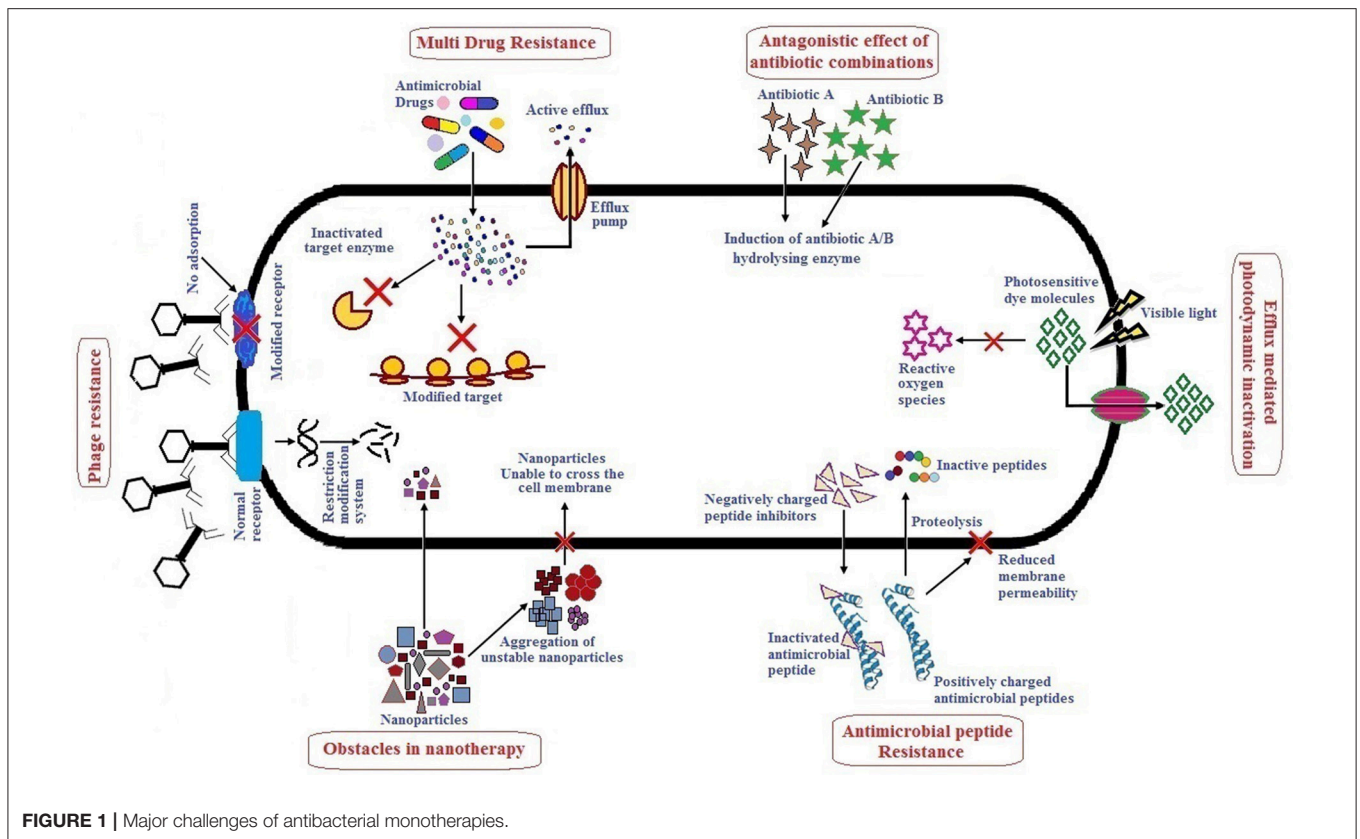 Multi Drug Resistance
Antimicrobial
Drugs
Active efflux
Efflux
pump
Inactivated
target enzyme
Modified target
Antagonistic effect of
antibiotic combinations
Antibiotic A
Antibiotic B
Induction of antibiotic A/B
hydrolysing enzyme
Efflux mediated
photodynamic inactivation
Photosensitive
dye molecules
Visible light
Reactive
oxygen
species
Phage resistance
No adsorption
Modified receptor
Normal
receptor
Restriction
modification
system
Nanoparticles
Unable to cross the
cell membrane
Aggregation of
unstable nanoparticles
Nanoparticles
Obstacles in nanotherapy
Negatively charged
peptide inhibitors
Inactive peptides
Proteolysis
Reduced
membrane
permeability
Inactivated
antimicrobial
peptide
Positively charged
antimicrobial peptides
Antimicrobial peptide
Resistance
FIGURE 1 | Major challenges of antibacterial monotherapies.